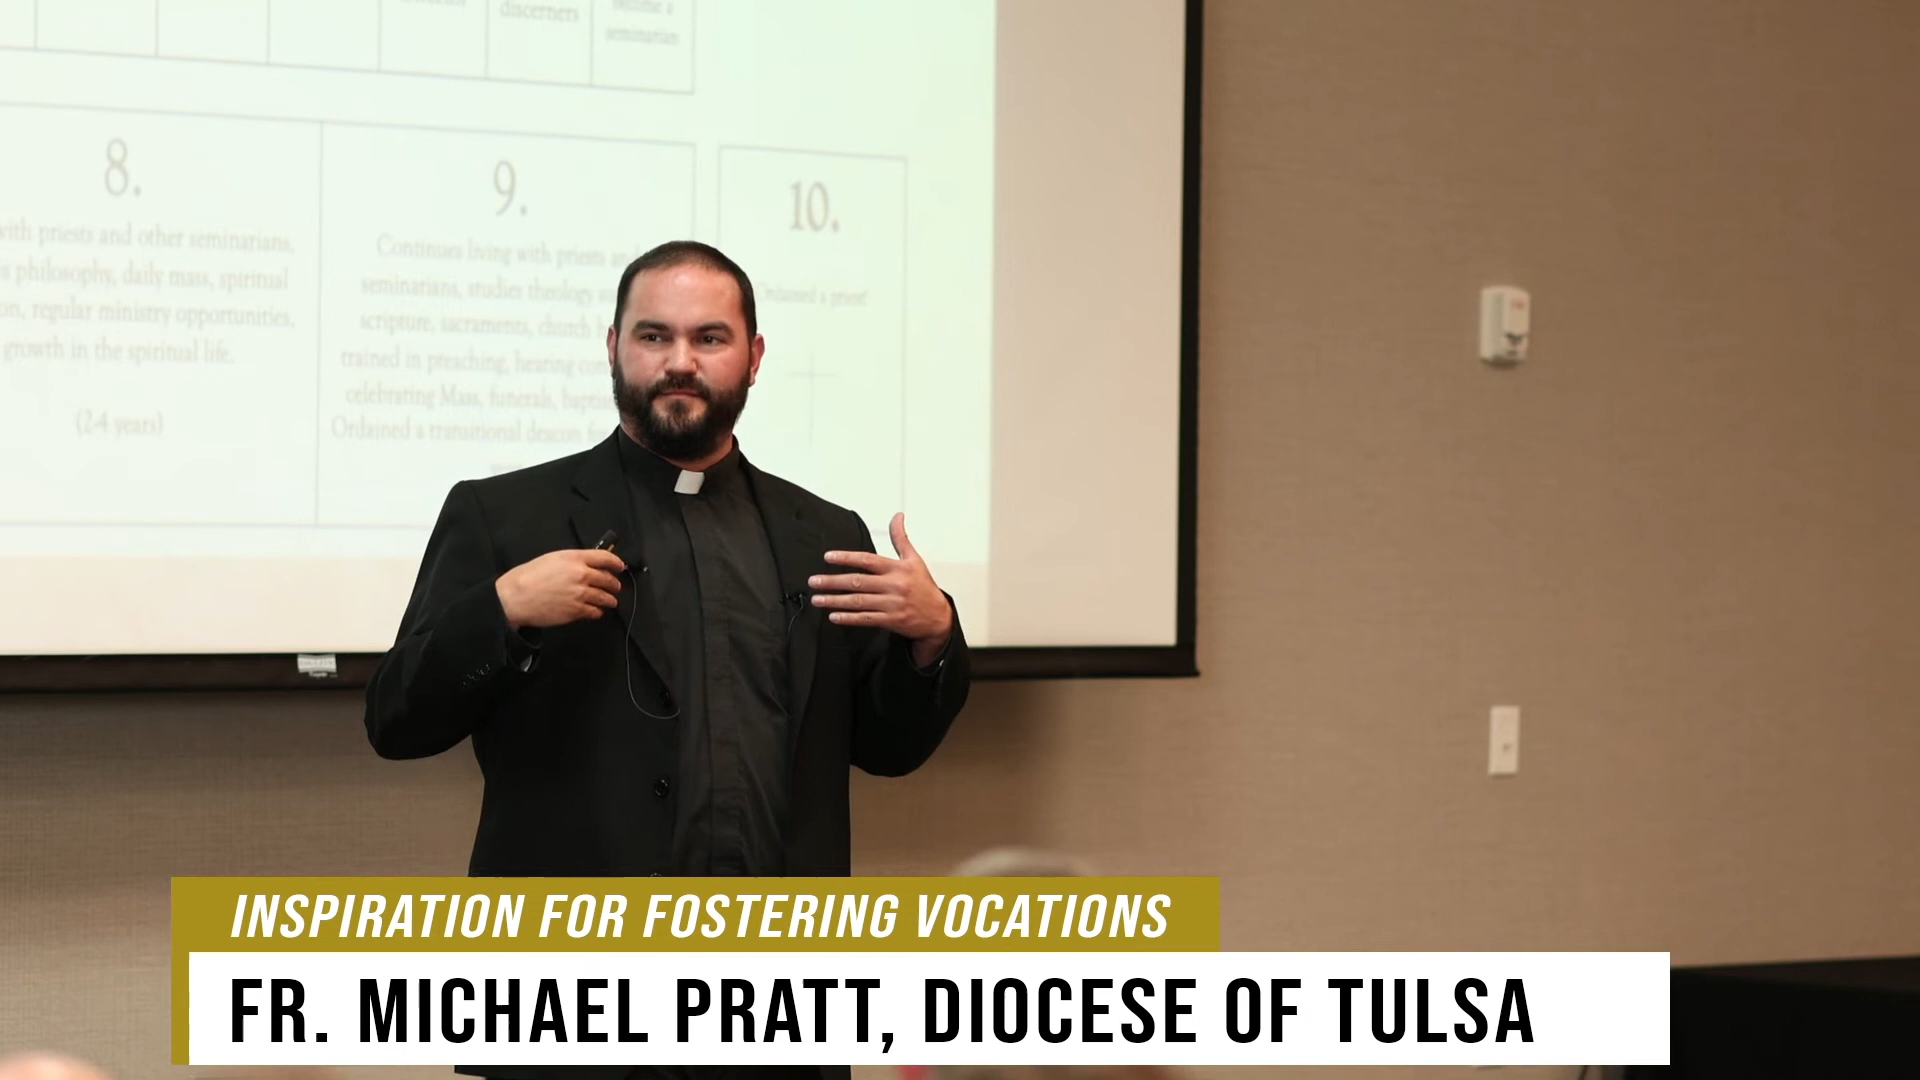 discerners
become a
seminarian
8.
with priests and other seminarians,
philosophy, daily mass, spiritual
regular ministry opportunities,
growth in the spiritual life.
(2-4 years)
9.
Continues living with priests and
seminarians, studies theology
scripture, sacraments, church
trained in preaching, hearing
celebrating Mass, funerals,
Ordained a transitional deacon
10.
Ordained a priest
INSPIRATION FOR FOSTERING VOCATIONS
FR. MICHAEL PRATT, DIOCESE OF TULSA